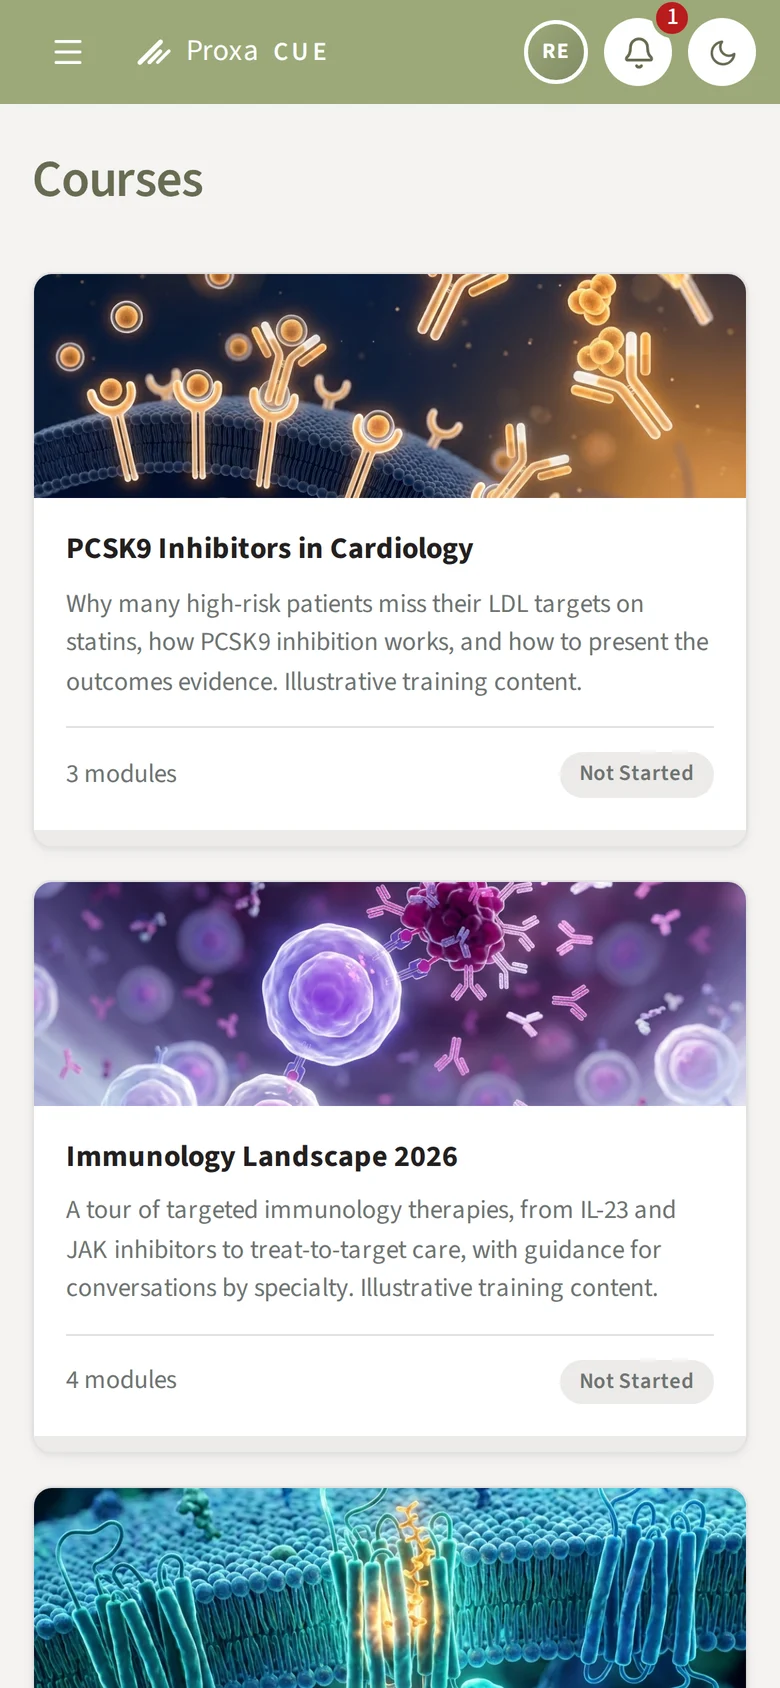 Proxa CUE
RE
1
Courses
PCSK9 Inhibitors in Cardiology
Why many high-risk patients miss their LDL targets on
statins, how PCSK9 inhibition works, and how to present the
outcomes evidence. Illustrative training content.
3 modules
Not Started
Immunology Landscape 2026
A tour of targeted immunology therapies, from IL-23 and
JAK inhibitors to treat-to-target care, with guidance for
conversations by specialty. Illustrative training content.
4 modules
Not Started